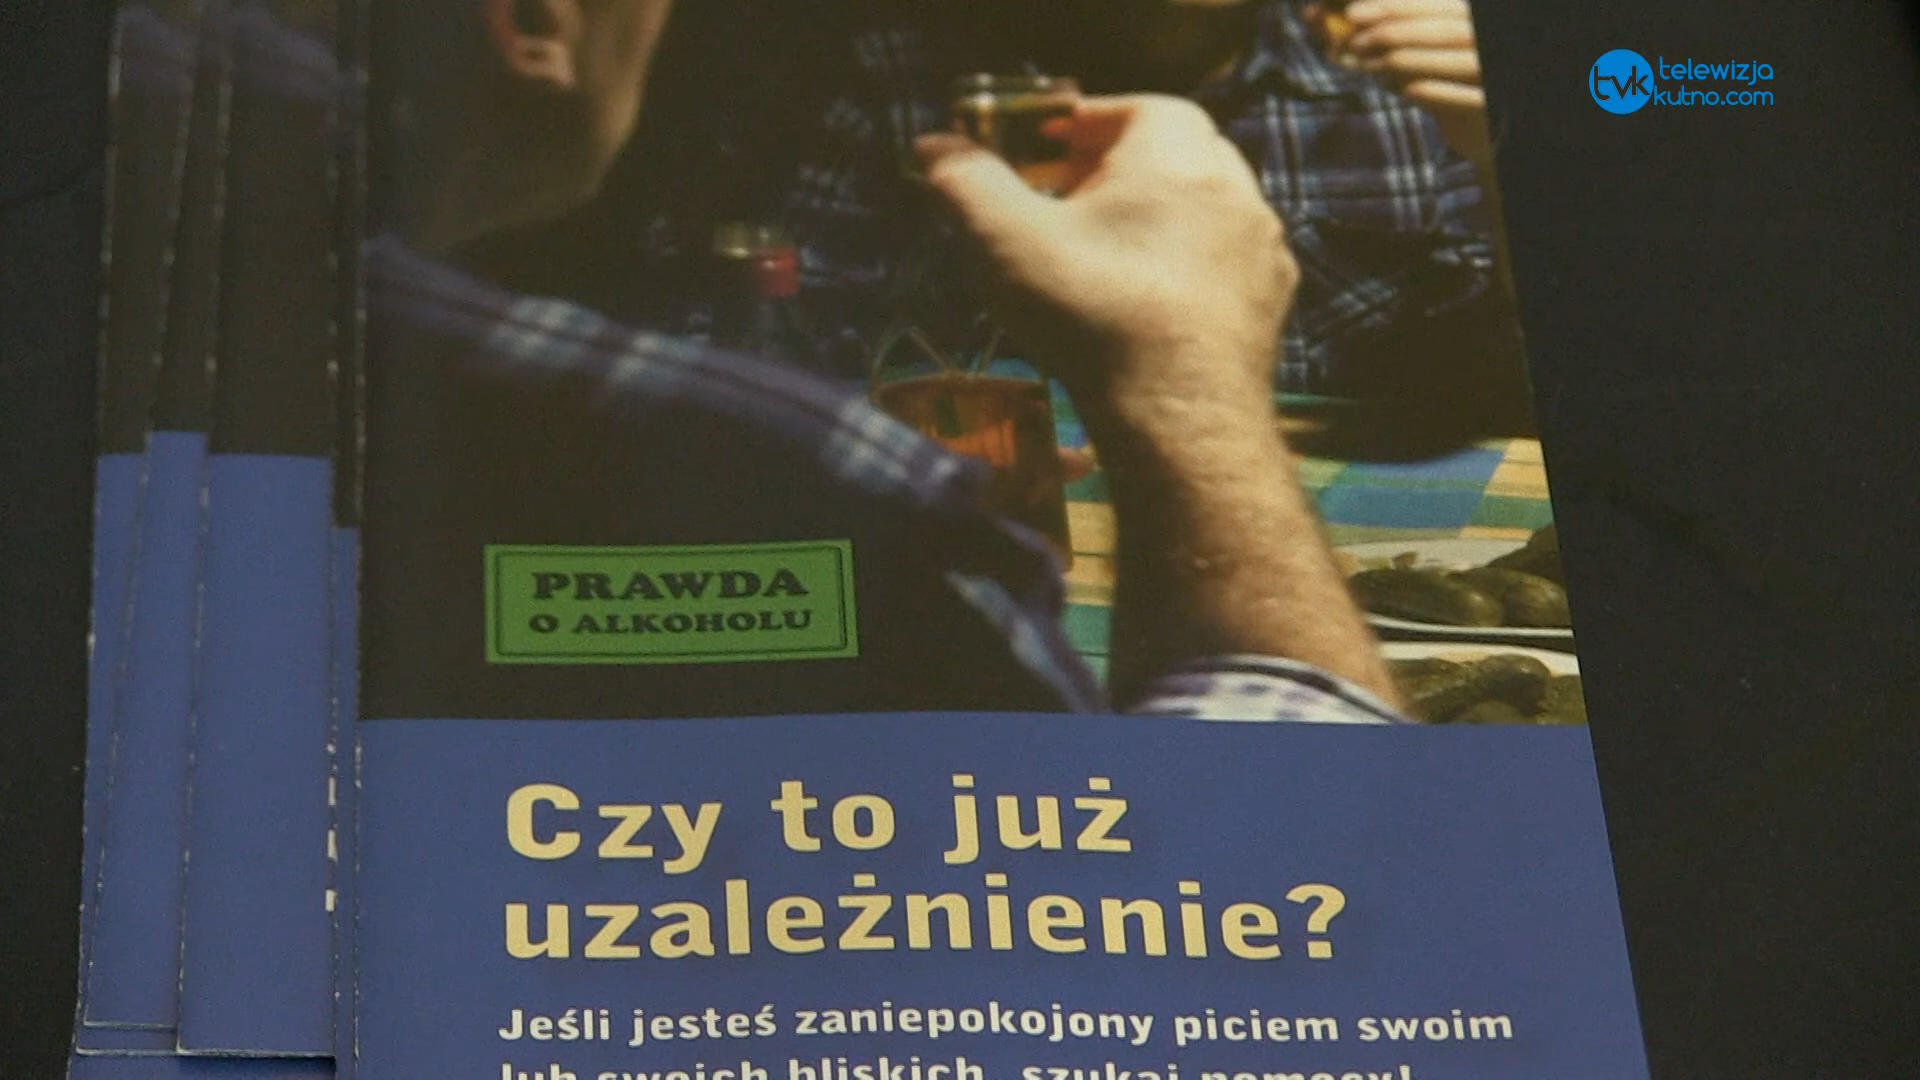 tvk telewizja
kutno.com
PRAWDA
O ALKOHOLU
Czy to już
uzależnienie?
Jeśli jesteś zaniepokojony piciem swoim
lub swoich bliskich, szukaj pomocy!